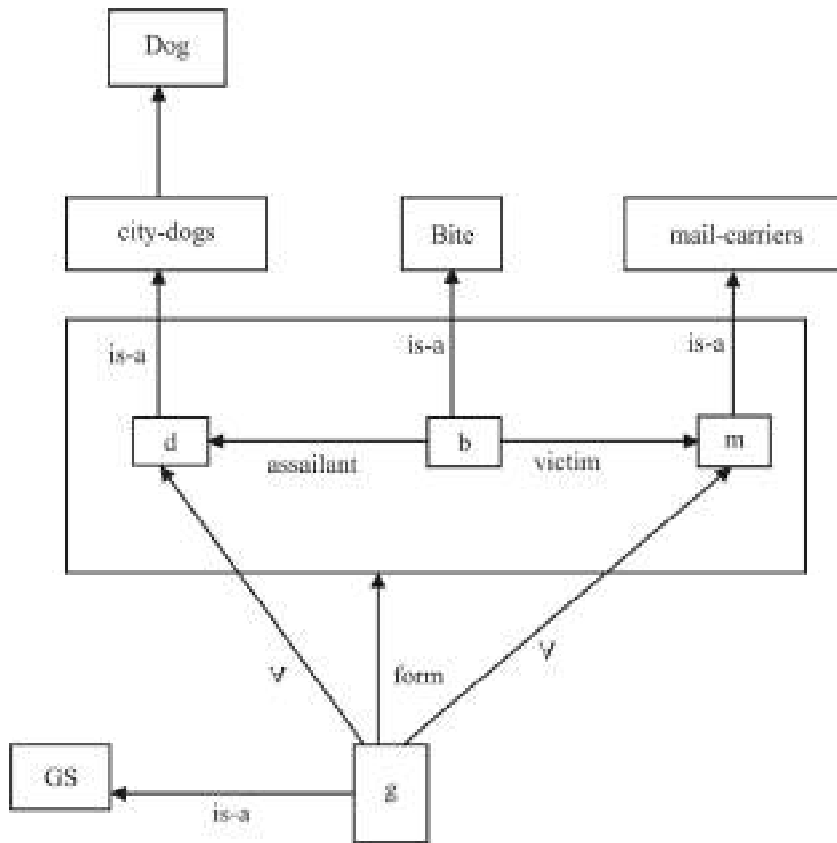 Dog
city-dogs
Bite
mail-carriers
is-a
is-a
is-a
d
b
m
assailant
victim
∀
form
∀
GS
is-a
g